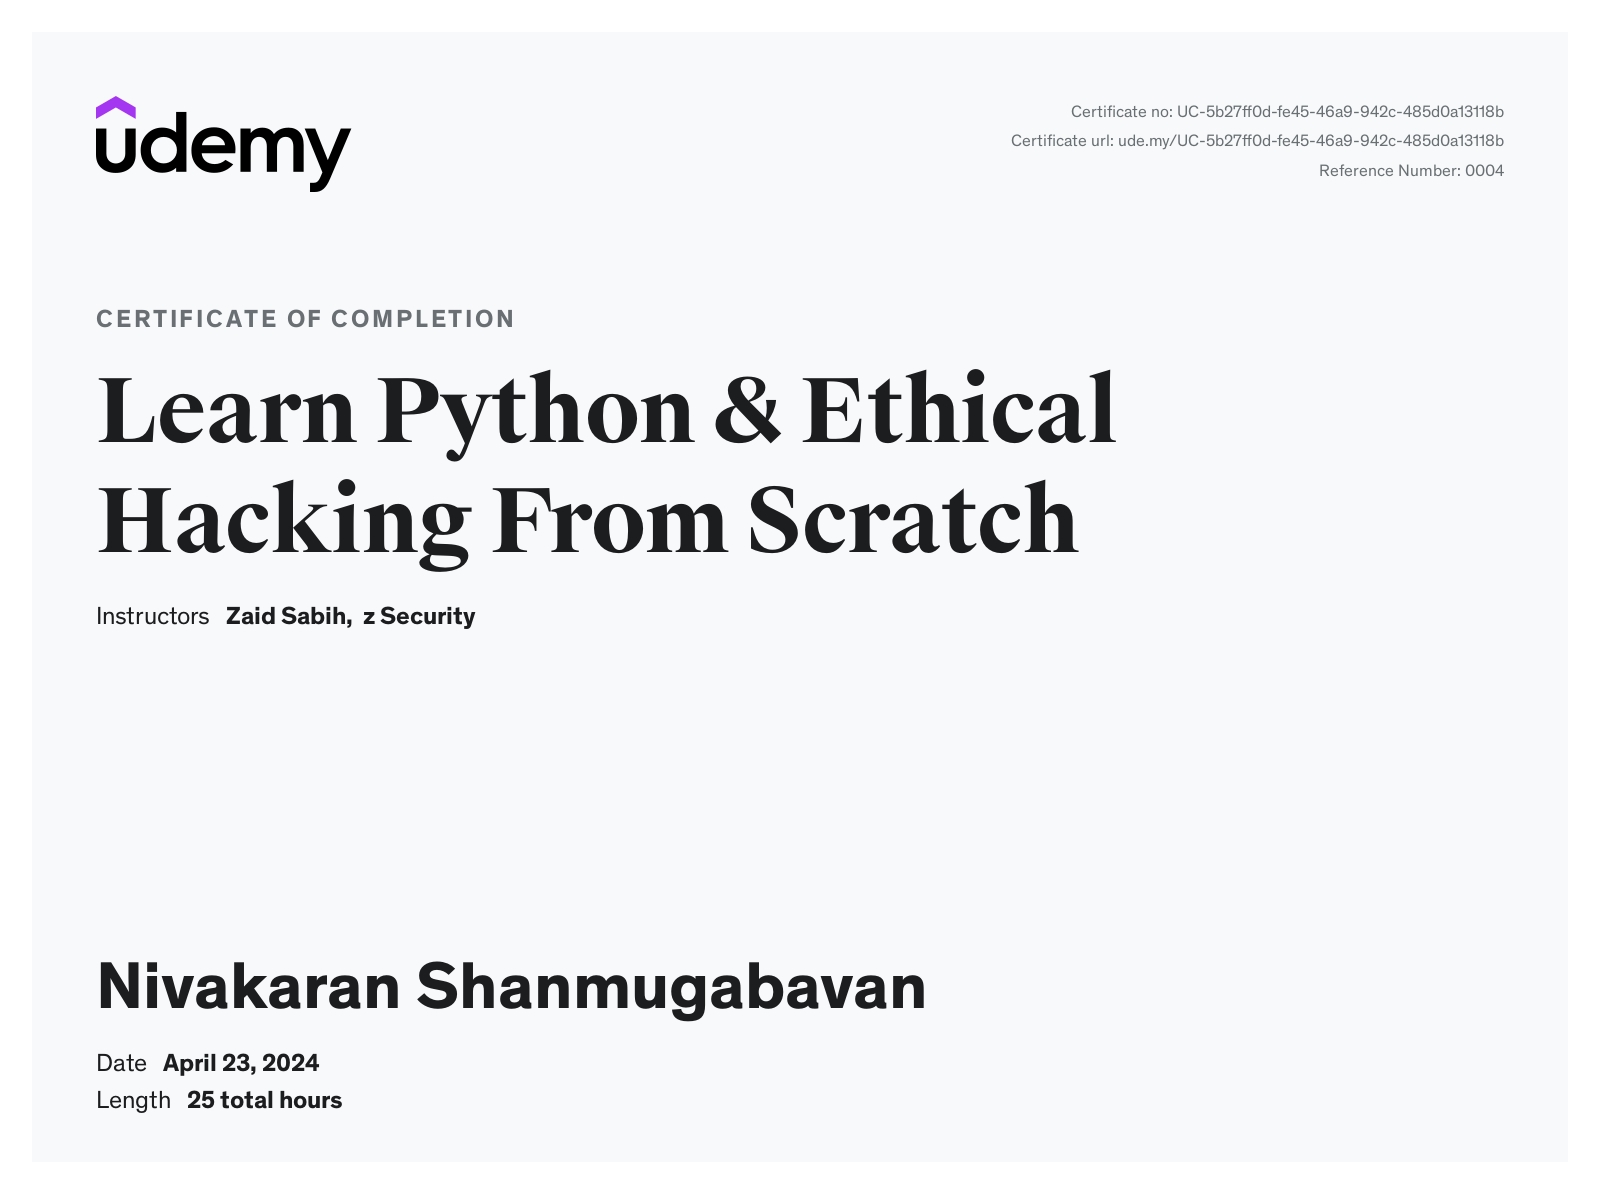 udemy
Certificate no: UC-5b27ff0d-fe45-46a9-942c-485d0a13118b
Certificate url: ude.my/UC-5b27ff0d-fe45-46a9-942c-485d0a13118b
Reference Number: 0004
CERTIFICATE OF COMPLETION
Learn Python & Ethical
Hacking From Scratch
Instructors Zaid Sabih, z Security
Nivakaran Shanmugabavan
Date April 23, 2024
Length 25 total hours